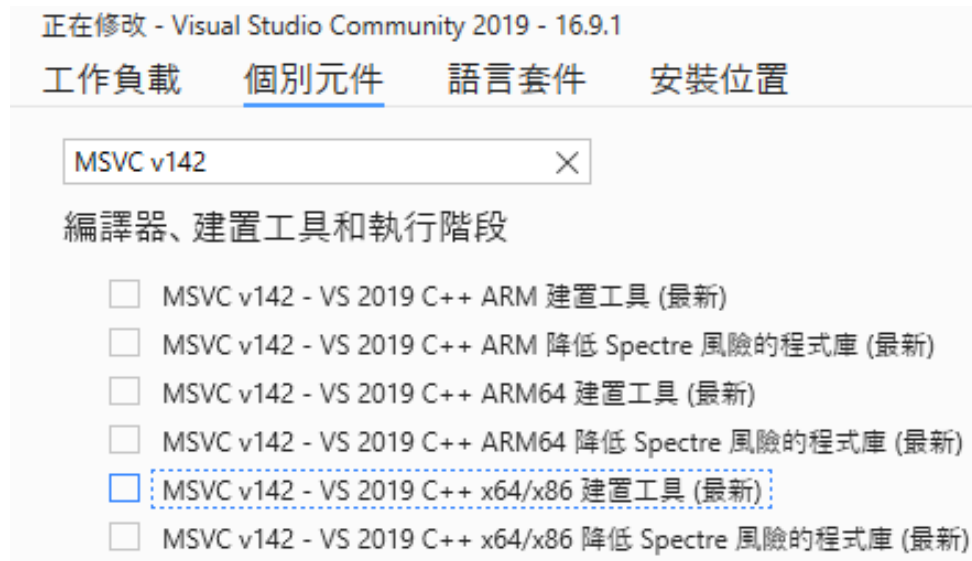 正在修改 - Visual Studio Community 2019 - 16.9.1
工作負載 個別元件 語言套件 安裝位置
MSVC v142
編譯器、建置工具和執行階段
MSVC v142 - VS 2019 C++ ARM 建置工具 (最新)
MSVC v142 - VS 2019 C++ ARM 降低 Spectre 風險的程式庫 (最新)
MSVC v142 - VS 2019 C++ ARM64 建置工具 (最新)
MSVC v142 - VS 2019 C++ ARM64 降低 Spectre 風險的程式庫 (最新)
MSVC v142 - VS 2019 C++ x64/x86 建置工具 (最新)
MSVC v142 - VS 2019 C++ x64/x86 降低 Spectre 風險的程式庫 (最新)